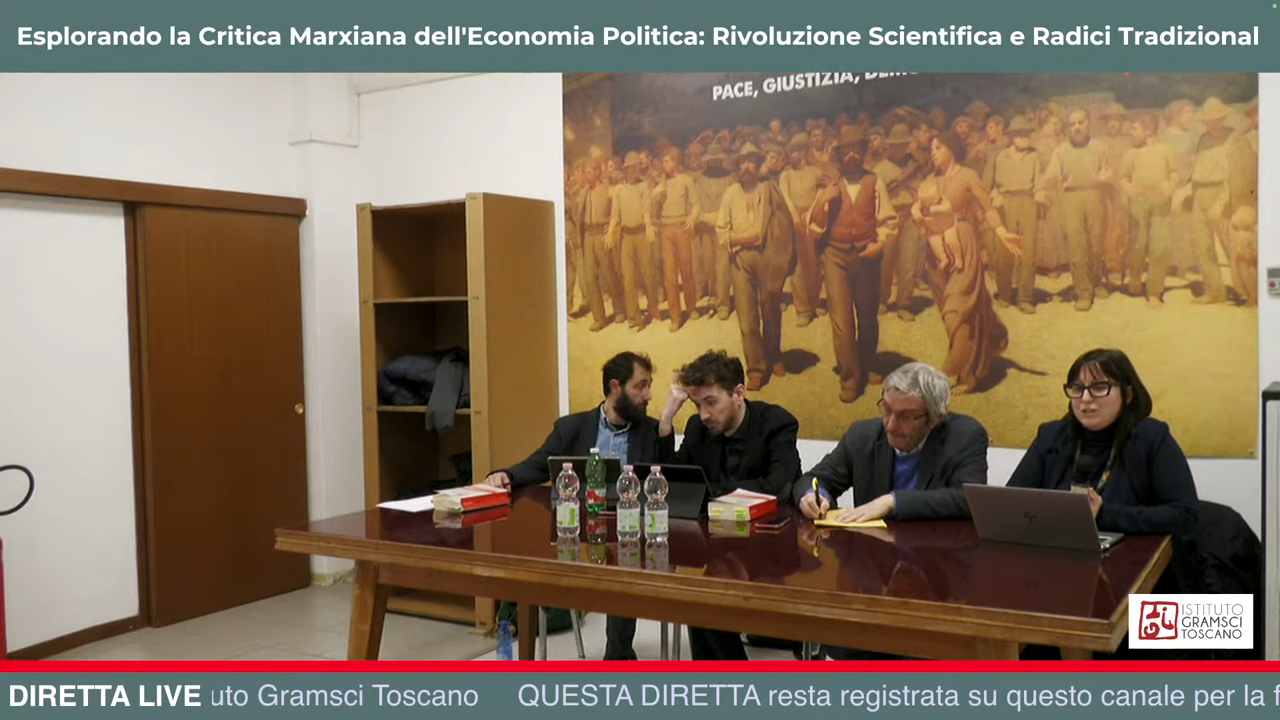 Esplorando la Critica Marxiana dell'Economia Politica: Rivoluzione Scientifica e Radici Tradizional
PACE, GIUSTIZIA,
ISTITUTO
GRAMSCI
TOSCANO
DIRETTA LIVE uto Gramsci Toscano QUESTA DIRETTA resta registrata su questo canale per la f